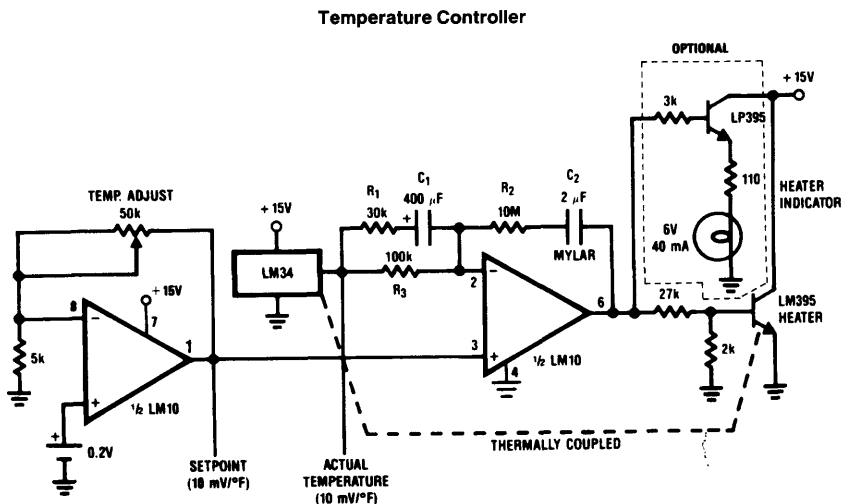 Temperature Controller
OPTIONAL
+ 15V
3k
LP395
110
HEATER
INDICATOR
6V
40 mA
TEMP. ADJUST
50k
+ 15V
LM34
R1
30k
C1
+
400 μF
R2
10M
C2
2 μF
MYLAR
100k
R3
2
−
6
3
+
4
½ LM10
27k
2k
LM395
HEATER
8
−
+ 15V
7
1
+
½ LM10
5k
+
0.2V
THERMALLY COUPLED
SETPOINT
(10 mV/°F)
ACTUAL
TEMPERATURE
(10 mV/°F)